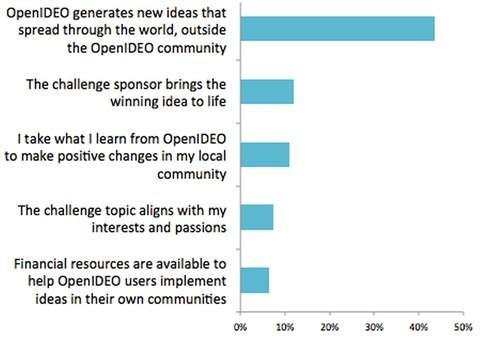 OpenIDEO generates new ideas that
spread through the world, outside
the OpenIDEO community
The challenge sponsor brings the
winning idea to life
I take what I learn from OpenIDEO
to make positive changes in my local
community
The challenge topic aligns with my
interests and passions
Financial resources are available to
help OpenIDEO users implement
ideas in their own communities
0% 10% 20% 30% 40% 50%